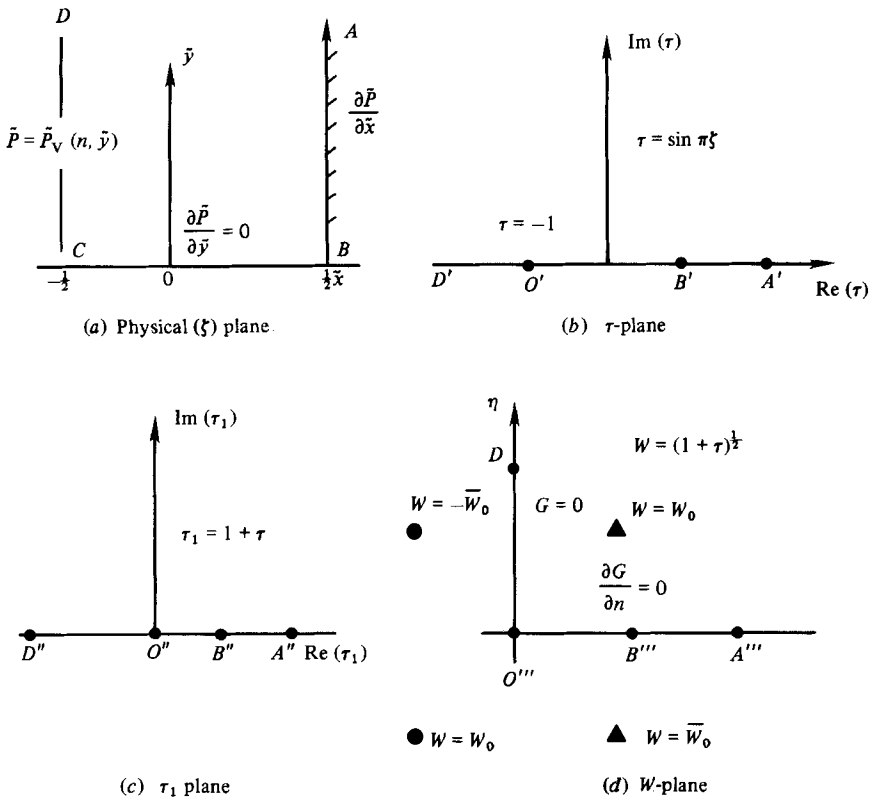 D
A
ỹ
∂P̃/∂x̃
P̃ = P̃_V (n, ỹ)
∂P̃/∂ỹ = 0
C
B
−½
0
½
x̃
(a) Physical (ζ) plane
Im (τ)
τ = sin πζ
τ = −1
D′
O′
B′
A′
Re (τ)
(b) τ-plane
Im (τ₁)
τ₁ = 1 + τ
D″
O″
B″
A″
Re (τ₁)
(c) τ₁ plane
η
W = (1 + τ)^½
D
W = −W̅₀
G = 0
W = W₀
∂G/∂n = 0
B‴
A‴
O‴
W = W₀
W = W̅₀
(d) W-plane